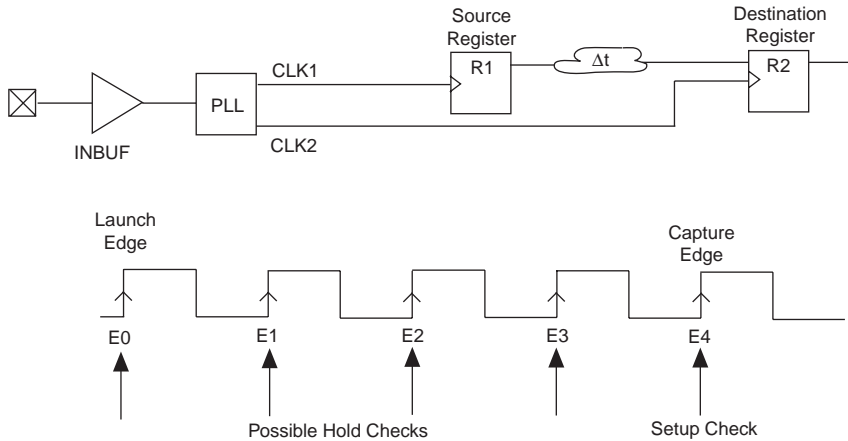 Source
Register
Destination
Register
R1
Δt
R2
CLK1
PLL
INBUF
CLK2
Launch
Edge
Capture
Edge
E0
E1
E2
E3
E4
Possible Hold Checks
Setup Check